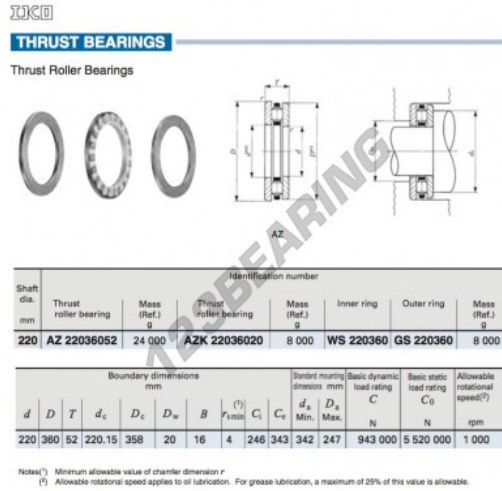 IKO
THRUST BEARINGS
Thrust Roller Bearings
T
r
D
d
AZ
123BEARING
Shaft dia. mm
Identification number
Thrust roller bearing
Mass (Ref.) g
Thrust roller bearing
Mass (Ref.) g
Inner ring
Outer ring
Mass (Ref.) g
220 AZ 22036052 24 000 AZK 22036020 8 000 WS 220360 GS 220360 8 000
Boundary dimensions mm
Standard mounting dimensions mm
Basic dynamic load rating C N
Basic static load rating C0 N
Allowable rotational speed(2) rpm
d D T dc Dc Dw B rs min(1) Ci Ce da Min. Da Max.
220 360 52 220.15 358 20 16 4 246 343 342 247 943 000 5 520 000 1 000
Notes(1) Minimum allowable value of chamfer dimension r
(2) Allowable rotational speed applies to oil lubrication. For grease lubrication, a maximum of 25% of this value is allowable.